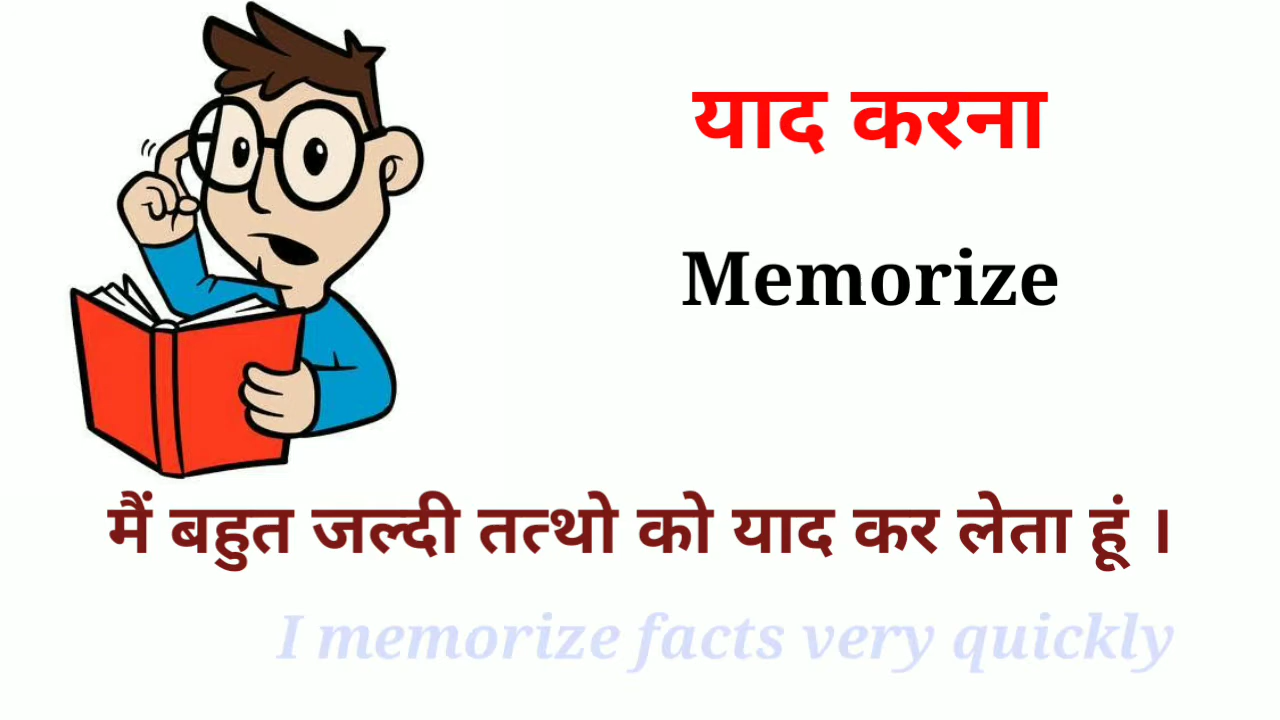 याद करना
Memorize
मैं बहुत जल्दी तत्थो को याद कर लेता हूं ।
I memorize facts very quickly